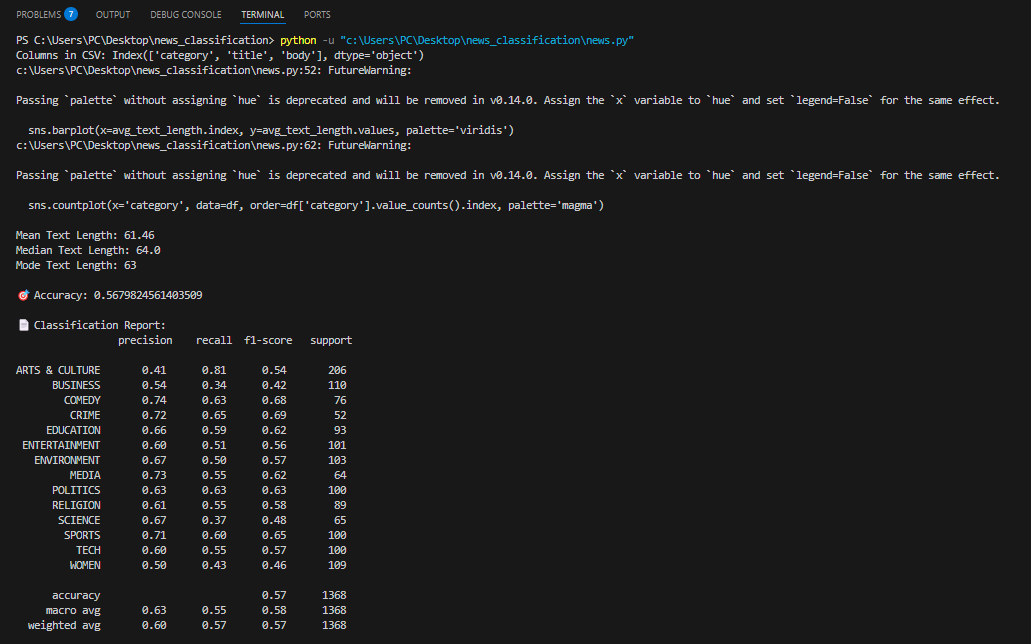 PROBLEMS 7 OUTPUT DEBUG CONSOLE TERMINAL PORTS
PS C:\Users\PC\Desktop\news_classification> python -u "c:\Users\PC\Desktop\news_classification\news.py"
Columns in CSV: Index(['category', 'title', 'body'], dtype='object')
c:\Users\PC\Desktop\news_classification\news.py:52: FutureWarning:
Passing `palette` without assigning `hue` is deprecated and will be removed in v0.14.0. Assign the `x` variable to `hue` and set `legend=False` for the same effect.
sns.barplot(x=avg_text_length.index, y=avg_text_length.values, palette='viridis')
c:\Users\PC\Desktop\news_classification\news.py:62: FutureWarning:
Passing `palette` without assigning `hue` is deprecated and will be removed in v0.14.0. Assign the `x` variable to `hue` and set `legend=False` for the same effect.
sns.countplot(x='category', data=df, order=df['category'].value_counts().index, palette='magma')
Mean Text Length: 61.46
Median Text Length: 64.0
Mode Text Length: 63
🎯 Accuracy: 0.5679824561403509
📄 Classification Report:
precision recall f1-score support
ARTS & CULTURE 0.41 0.81 0.54 206
BUSINESS 0.54 0.34 0.42 110
COMEDY 0.74 0.63 0.68 76
CRIME 0.72 0.65 0.69 52
EDUCATION 0.66 0.59 0.62 93
ENTERTAINMENT 0.60 0.51 0.56 101
ENVIRONMENT 0.67 0.50 0.57 103
MEDIA 0.73 0.55 0.62 64
POLITICS 0.63 0.63 0.63 100
RELIGION 0.61 0.55 0.58 89
SCIENCE 0.67 0.37 0.48 65
SPORTS 0.71 0.60 0.65 100
TECH 0.60 0.55 0.57 100
WOMEN 0.50 0.43 0.46 109
accuracy 0.57 1368
macro avg 0.63 0.55 0.58 1368
weighted avg 0.60 0.57 0.57 1368